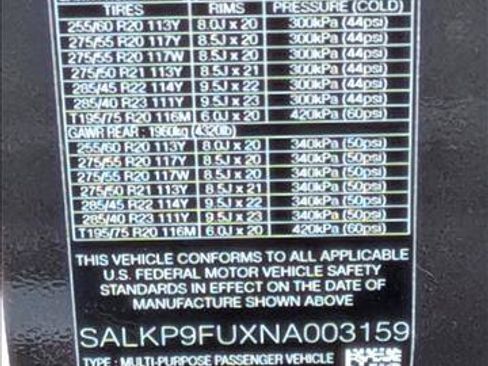 TIRES RIMS PRESSURE (COLD)
255/60 R20 113Y 8.0J x 20 300kPa (44psi)
275/55 R20 117Y 8.5J x 20 300kPa (44psi)
275/55 R20 117W 8.5J x 20 300kPa (44psi)
275/50 R21 113Y 8.5J x 21 300kPa (44psi)
285/45 R22 114Y 9.5J x 22 300kPa (44psi)
285/40 R23 111Y 9.5J x 23 300kPa (44psi)
T195/75 R20 116M 6.0J x 20 420kPa (60psi)
GAWR REAR : 1960kg (4320lb)
255/60 R20 113Y 8.0J x 20 340kPa (50psi)
275/55 R20 117Y 8.5J x 20 340kPa (50psi)
275/55 R20 117W 8.5J x 20 340kPa (50psi)
275/50 R21 113Y 8.5J x 21 340kPa (50psi)
285/45 R22 114Y 9.5J x 22 340kPa (50psi)
285/40 R23 111Y 9.5J x 23 340kPa (50psi)
T195/75 R20 116M 6.0J x 20 420kPa (60psi)
THIS VEHICLE CONFORMS TO ALL APPLICABLE
U.S. FEDERAL MOTOR VEHICLE SAFETY
STANDARDS IN EFFECT ON THE DATE OF
MANUFACTURE SHOWN ABOVE
SALKP9FUXNA003159
TYPE : MULTI-PURPOSE PASSENGER VEHICLE